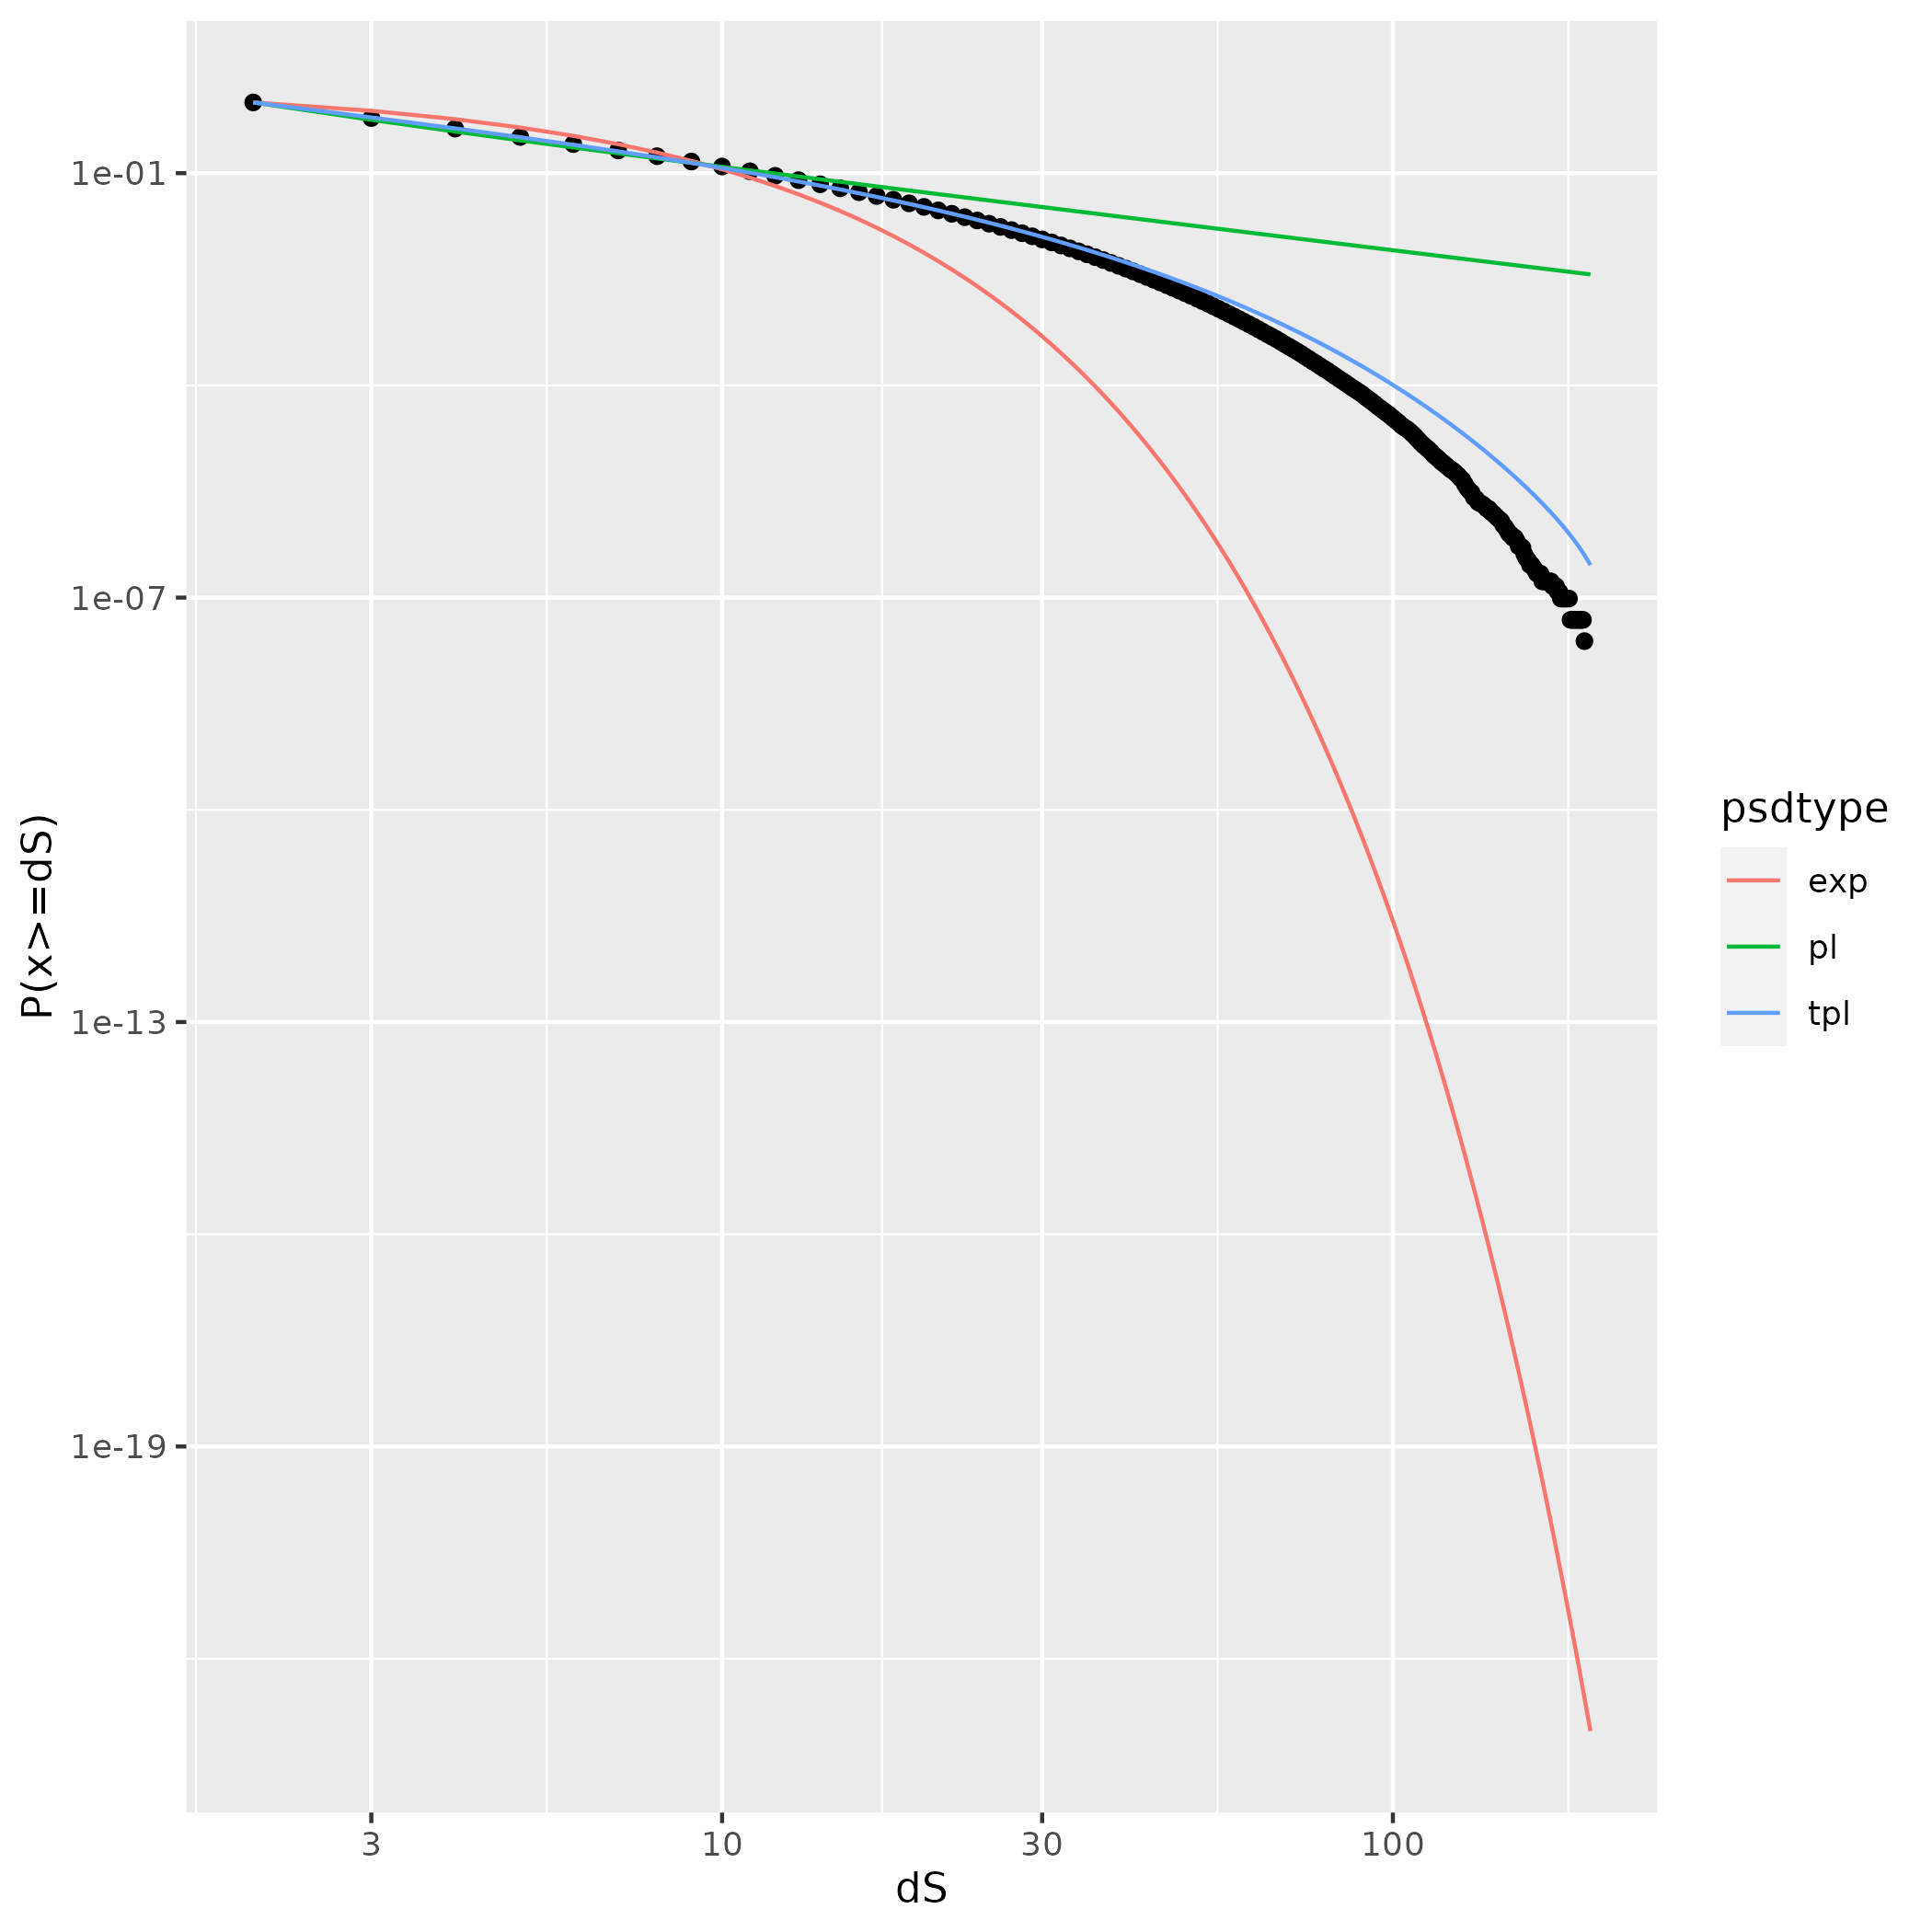 P(x>=dS)
1e-01
1e-07
1e-13
1e-19
3
10
30
100
dS
psdtype
exp
pl
tpl